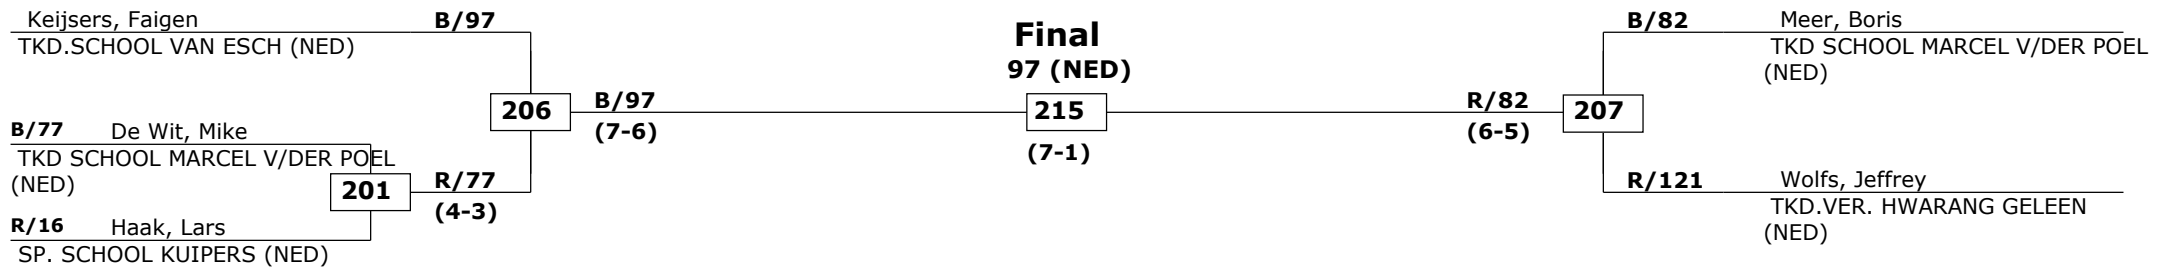 Keijsers, Faigen
B/97
TKD.SCHOOL VAN ESCH (NED)
B/77 De Wit, Mike
TKD SCHOOL MARCEL V/DER POEL
(NED)
201
R/77
(4-3)
R/16 Haak, Lars
SP. SCHOOL KUIPERS (NED)
206
B/97
(7-6)
Final
97 (NED)
215
(7-1)
R/82
(6-5)
207
B/82
Meer, Boris
TKD SCHOOL MARCEL V/DER POEL
(NED)
R/121
Wolfs, Jeffrey
TKD.VER. HWARANG GELEEN
(NED)